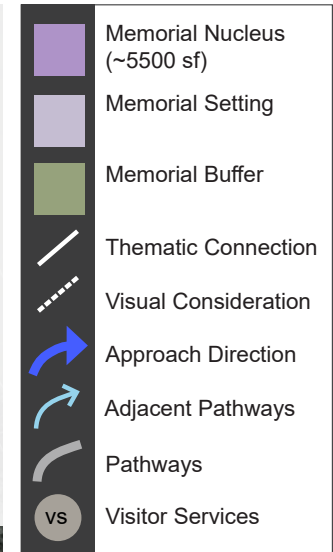 Memorial Nucleus
(~5500 sf)
Memorial Setting
Memorial Buffer
Thematic Connection
Visual Consideration
Approach Direction
Adjacent Pathways
Pathways
VS Visitor Services